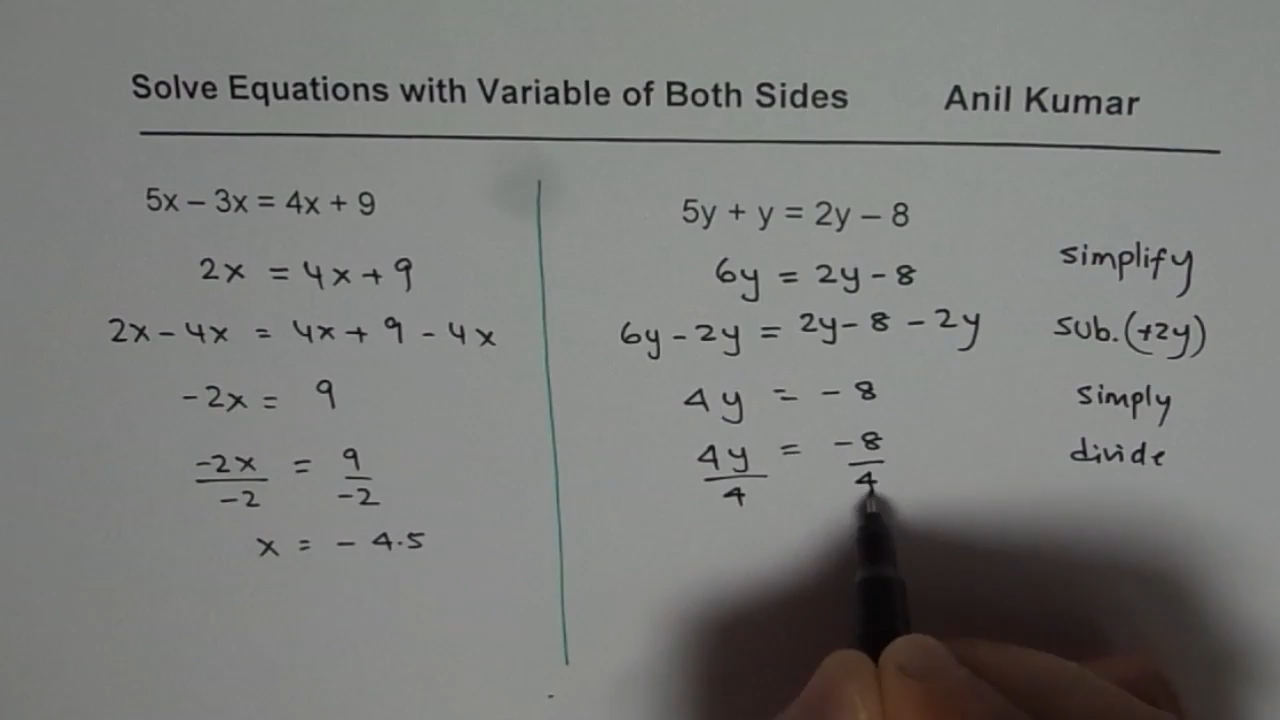 Solve Equations with Variable of Both Sides Anil Kumar
5x – 3x = 4x + 9
2x = 4x + 9
2x - 4x = 4x + 9 - 4x
-2x = 9
-2x/-2 = 9/-2
x = - 4.5
5y + y = 2y – 8
6y = 2y - 8 simplify
6y - 2y = 2y - 8 - 2y sub. (+2y)
4y = - 8 simply
4y/4 = -8/4 divide